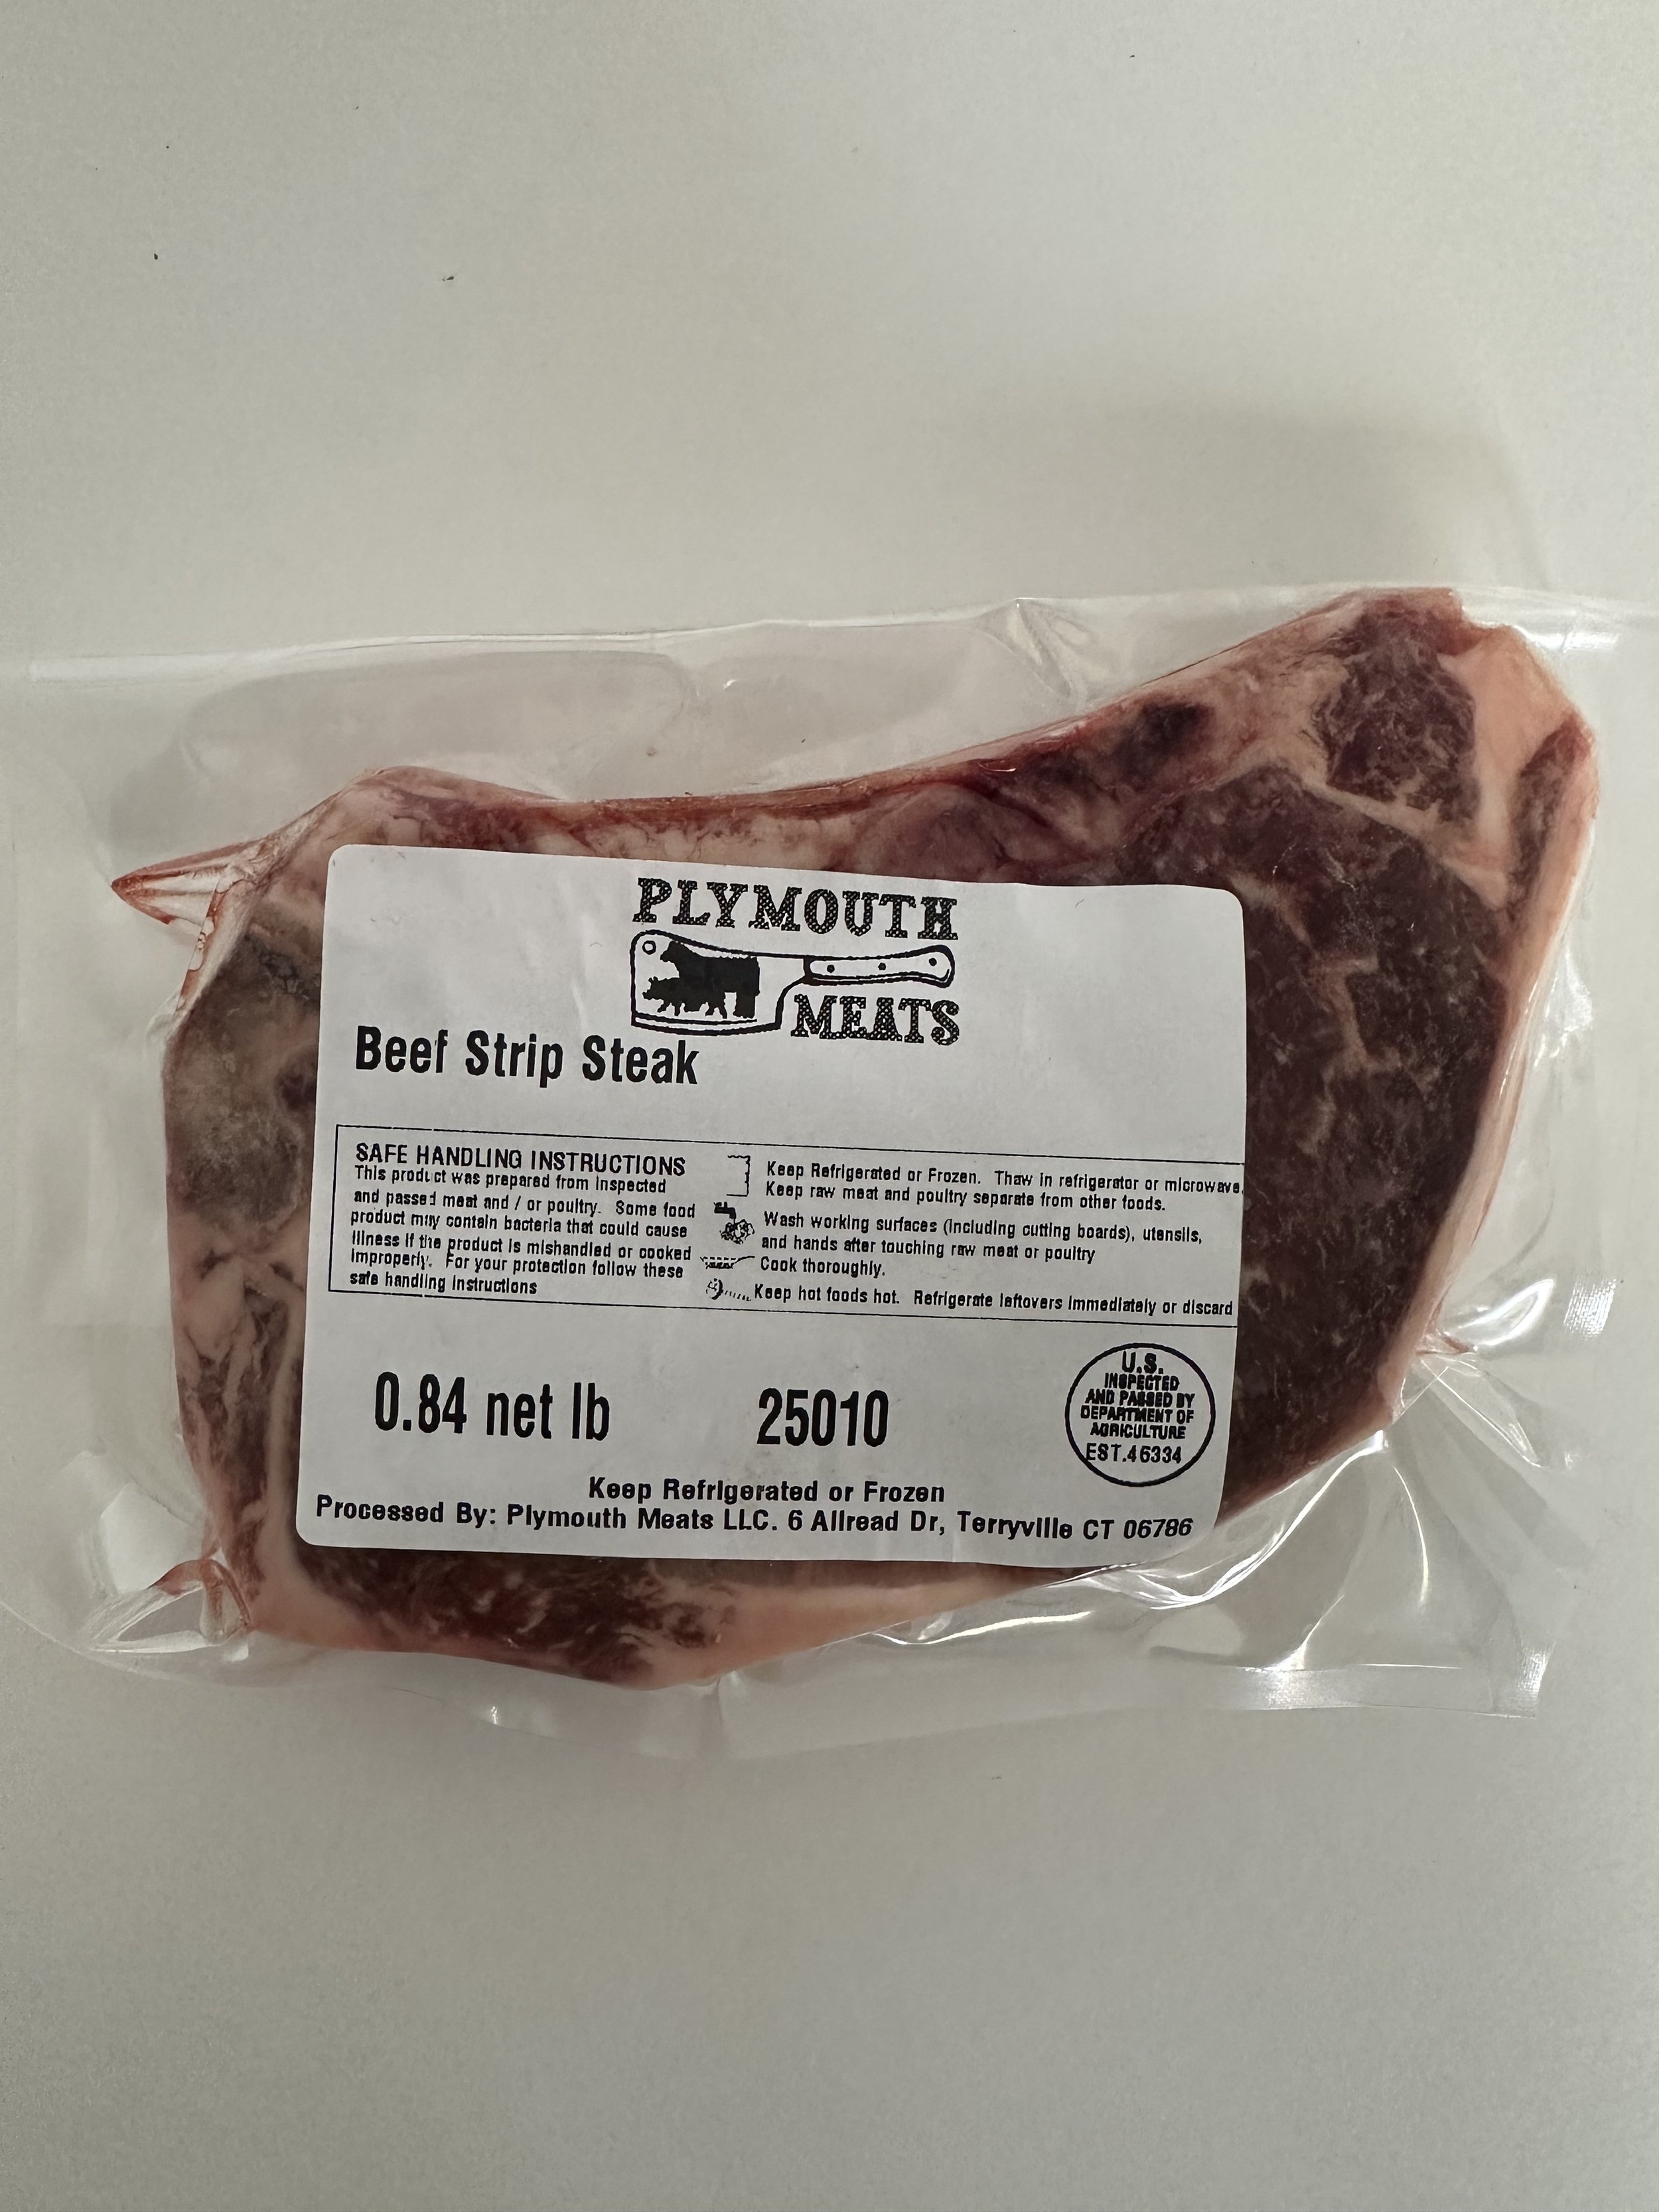 PLYMOUTH
MEATS
Beef Strip Steak
SAFE HANDLING INSTRUCTIONS
This product was prepared from inspected
and passed meat and / or poultry. Some food
product may contain bacteria that could cause
illness if the product is mishandled or cooked
improperly. For your protection follow these
safe handling instructions
Keep Refrigerated or Frozen. Thaw in refrigerator or microwave.
Keep raw meat and poultry separate from other foods.
Wash working surfaces (including cutting boards), utensils,
and hands after touching raw meat or poultry
Cook thoroughly.
Keep hot foods hot. Refrigerate leftovers immediately or discard
0.84 net lb
25010
U.S.
INSPECTED
AND PASSED BY
DEPARTMENT OF
AGRICULTURE
EST.46334
Keep Refrigerated or Frozen
Processed By: Plymouth Meats LLC. 6 Allread Dr, Terryville CT 06786